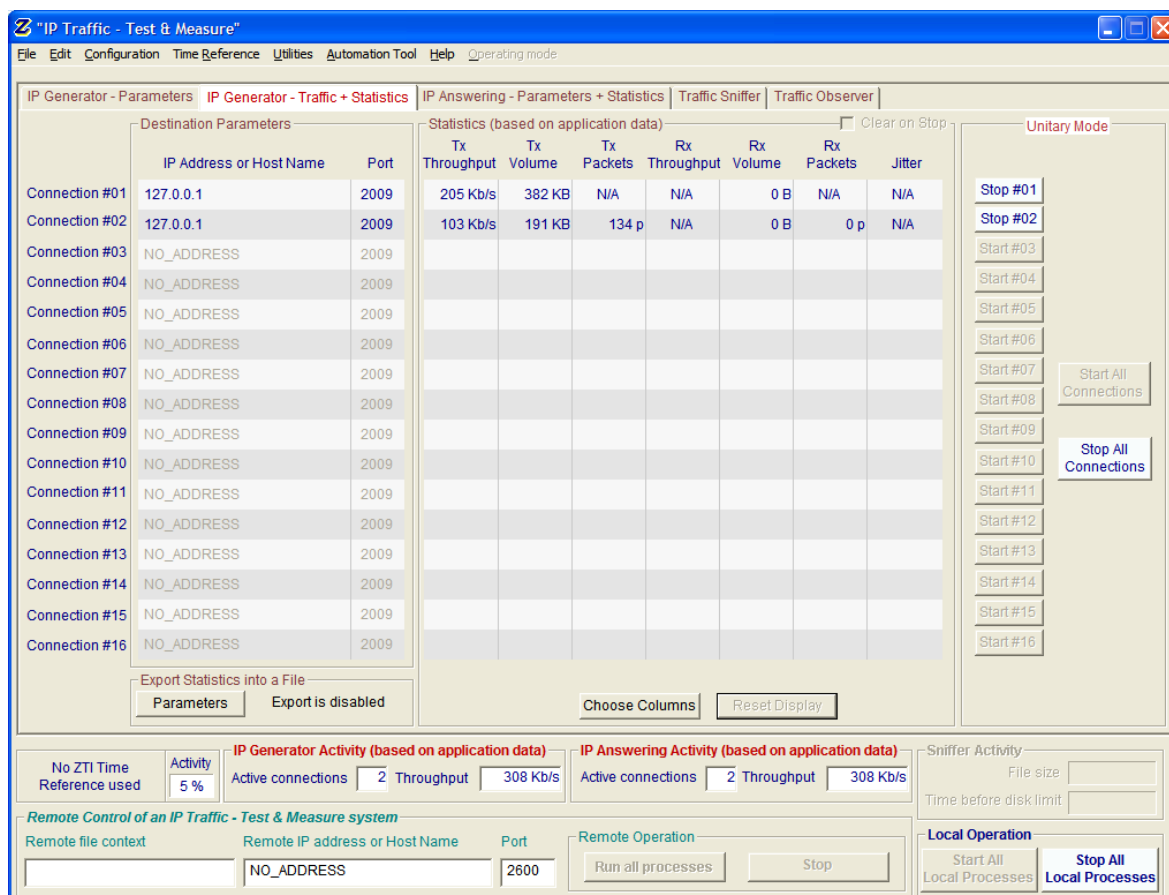 "IP Traffic - Test & Measure"
File Edit Configuration Time Reference Utilities Automation Tool Help Operating mode
IP Generator - Parameters IP Generator - Traffic + Statistics IP Answering - Parameters + Statistics Traffic Sniffer Traffic Observer
Destination Parameters Statistics (based on application data) Clear on Stop Unitary Mode
Tx Tx Tx Rx Rx Rx
IP Address or Host Name Port Throughput Volume Packets Throughput Volume Packets Jitter
Connection #01 127.0.0.1 2009 205 Kb/s 382 KB N/A N/A 0 B N/A N/A Stop #01
Connection #02 127.0.0.1 2009 103 Kb/s 191 KB 134 p N/A 0 B 0 p N/A Stop #02
Connection #03 NO_ADDRESS 2009 Start #03
Connection #04 NO_ADDRESS 2009 Start #04
Connection #05 NO_ADDRESS 2009 Start #05
Connection #06 NO_ADDRESS 2009 Start #06
Connection #07 NO_ADDRESS 2009 Start #07
Start All
Connections
Connection #08 NO_ADDRESS 2009 Start #08
Connection #09 NO_ADDRESS 2009 Start #09
Connection #10 NO_ADDRESS 2009 Start #10
Stop All
Connections
Connection #11 NO_ADDRESS 2009 Start #11
Connection #12 NO_ADDRESS 2009 Start #12
Connection #13 NO_ADDRESS 2009 Start #13
Connection #14 NO_ADDRESS 2009 Start #14
Connection #15 NO_ADDRESS 2009 Start #15
Connection #16 NO_ADDRESS 2009 Start #16
Export Statistics into a File
Parameters Export is disabled Choose Columns Reset Display
No ZTI Time
Reference used
Activity
5 %
IP Generator Activity (based on application data)
Active connections 2 Throughput 308 Kb/s
IP Answering Activity (based on application data)
Active connections 2 Throughput 308 Kb/s
Sniffer Activity
File size
Time before disk limit
Remote Control of an IP Traffic - Test & Measure system
Remote file context Remote IP address or Host Name Port
NO_ADDRESS 2600
Remote Operation
Run all processes Stop
Local Operation
Start All
Local Processes
Stop All
Local Processes